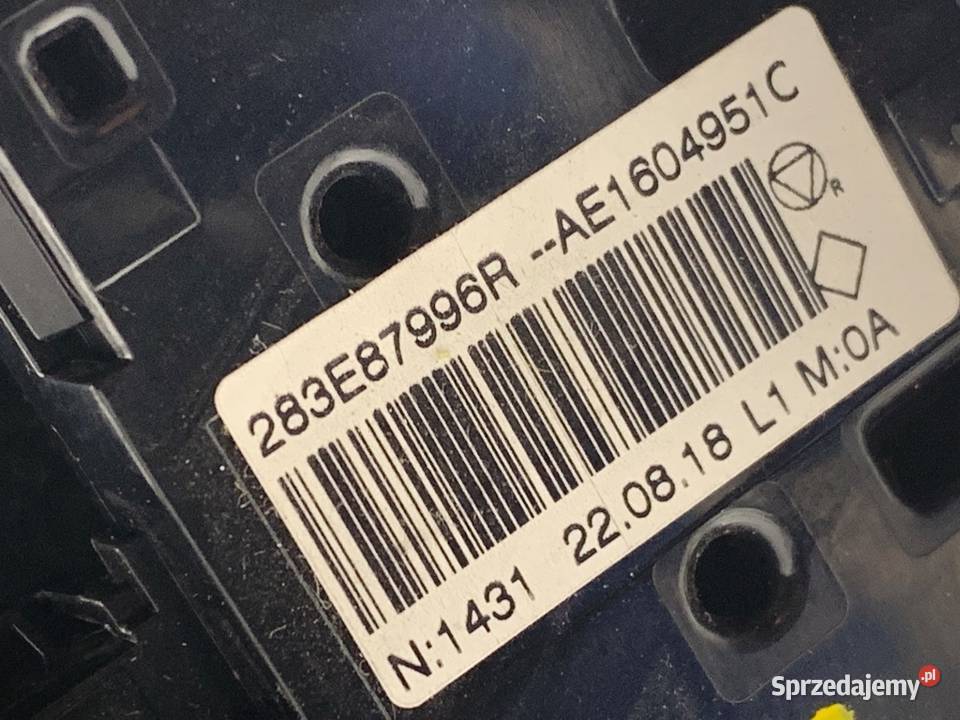 283E87996R --AE1604951C
R
N:1431 22.08.18 L1 M:0A
Sprzedajemy.pl